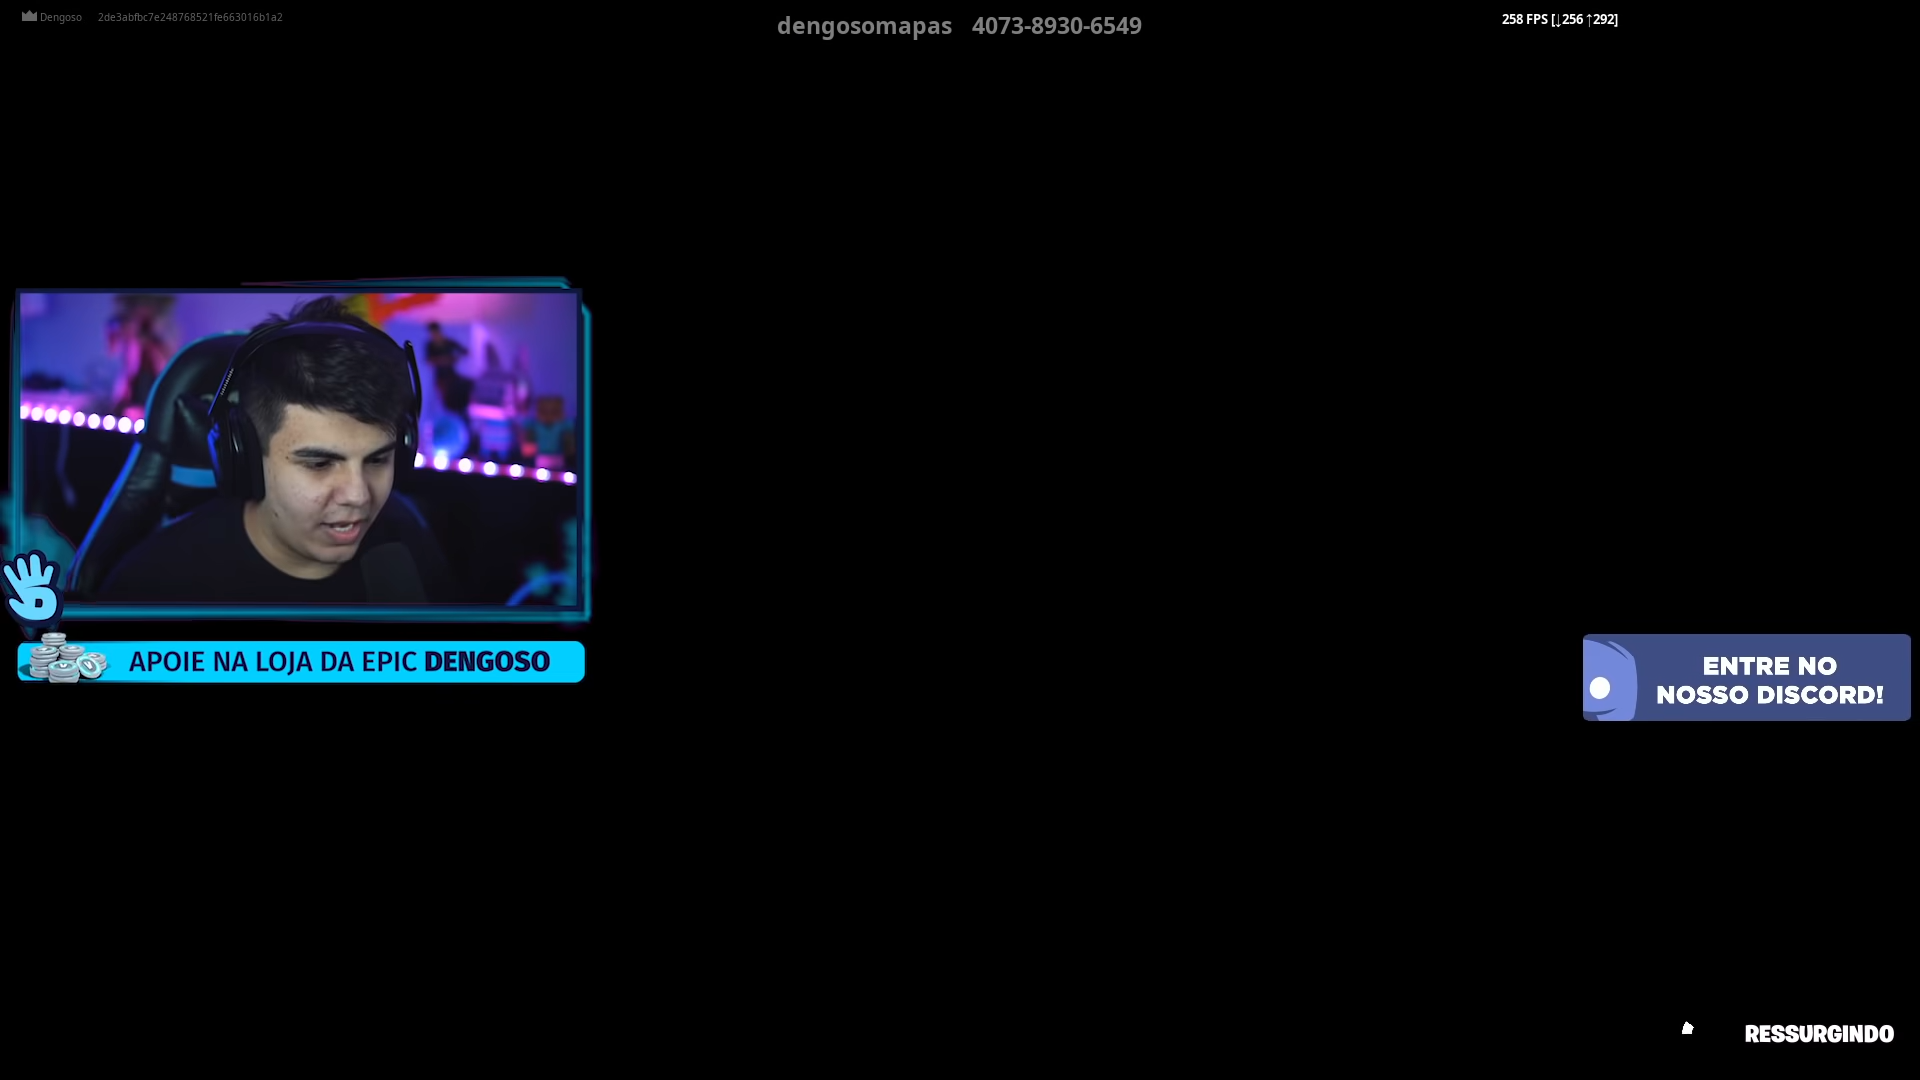 Dengoso 2de3abfbc7e248768521fe663016b1a2
dengosomapas 4073-8930-6549
258 FPS [↓256 ↑292]
APOIE NA LOJA DA EPIC DENGOSO
ENTRE NO
NOSSO DISCORD!
RESSURGINDO